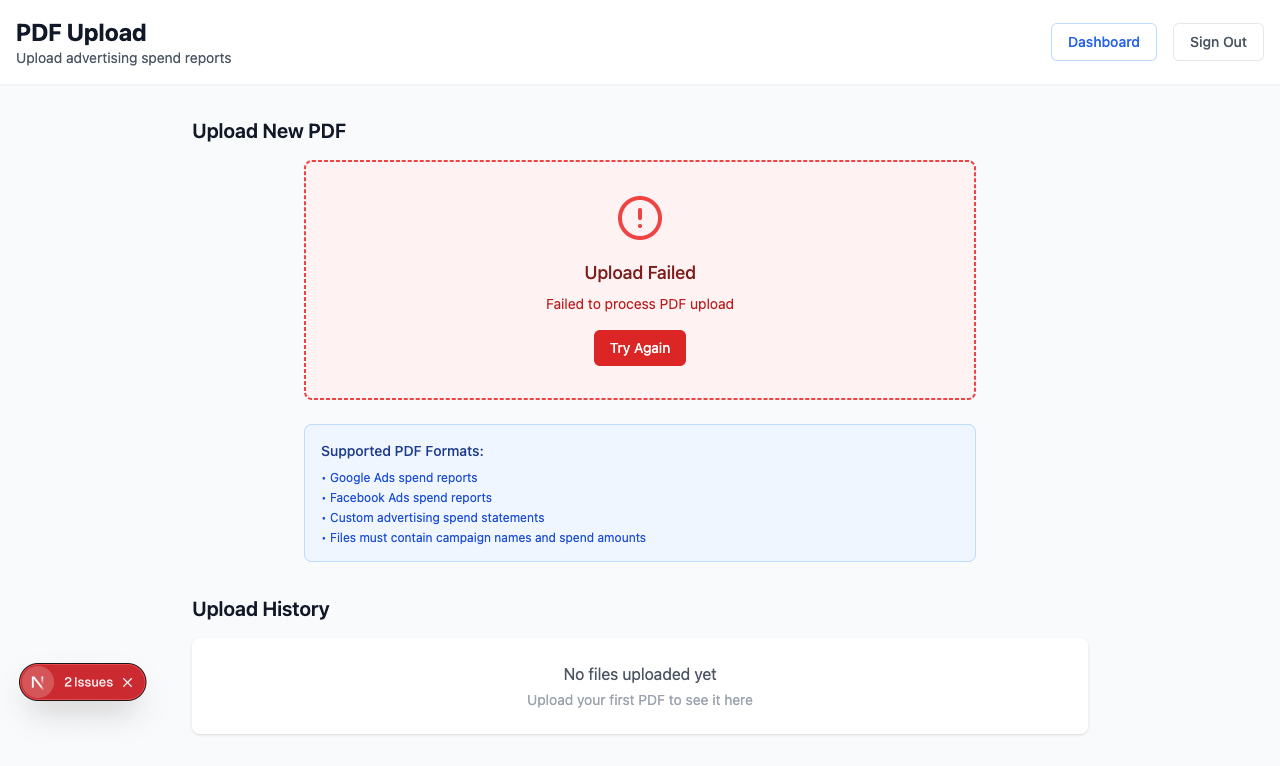 PDF Upload
Upload advertising spend reports
Dashboard
Sign Out
Upload New PDF
Upload Failed
Failed to process PDF upload
Try Again
Supported PDF Formats:
• Google Ads spend reports
• Facebook Ads spend reports
• Custom advertising spend statements
• Files must contain campaign names and spend amounts
Upload History
No files uploaded yet
Upload your first PDF to see it here
N 2 Issues